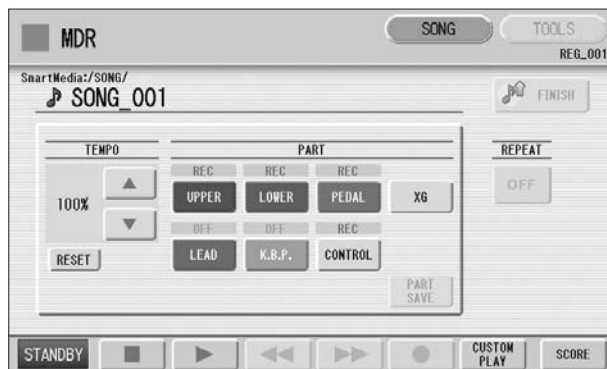 MDR
SONG
TOOLS
REG_001
SmartMedia:/SONG/
SONG_001
FINISH
TEMPO
PART
REPEAT
REC
REC
REC
100%
UPPER
LOWER
PEDAL
XG
OFF
OFF
OFF
REC
RESET
LEAD
K.B.P.
CONTROL
PART
SAVE
STANDBY
CUSTOM
PLAY
SCORE